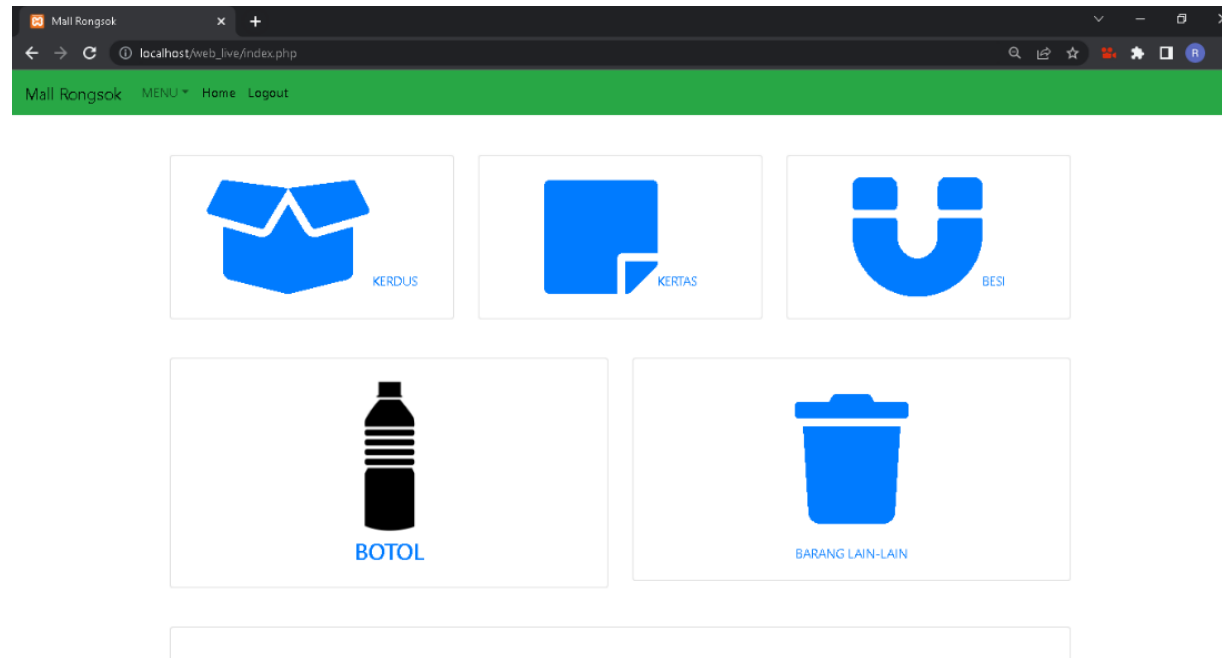 Mall Rongsok
localhost/web_live/index.php
R
Mall Rongsok MENU Home Logout
KERDUS KERTAS BESI
BOTOL BARANG LAIN-LAIN